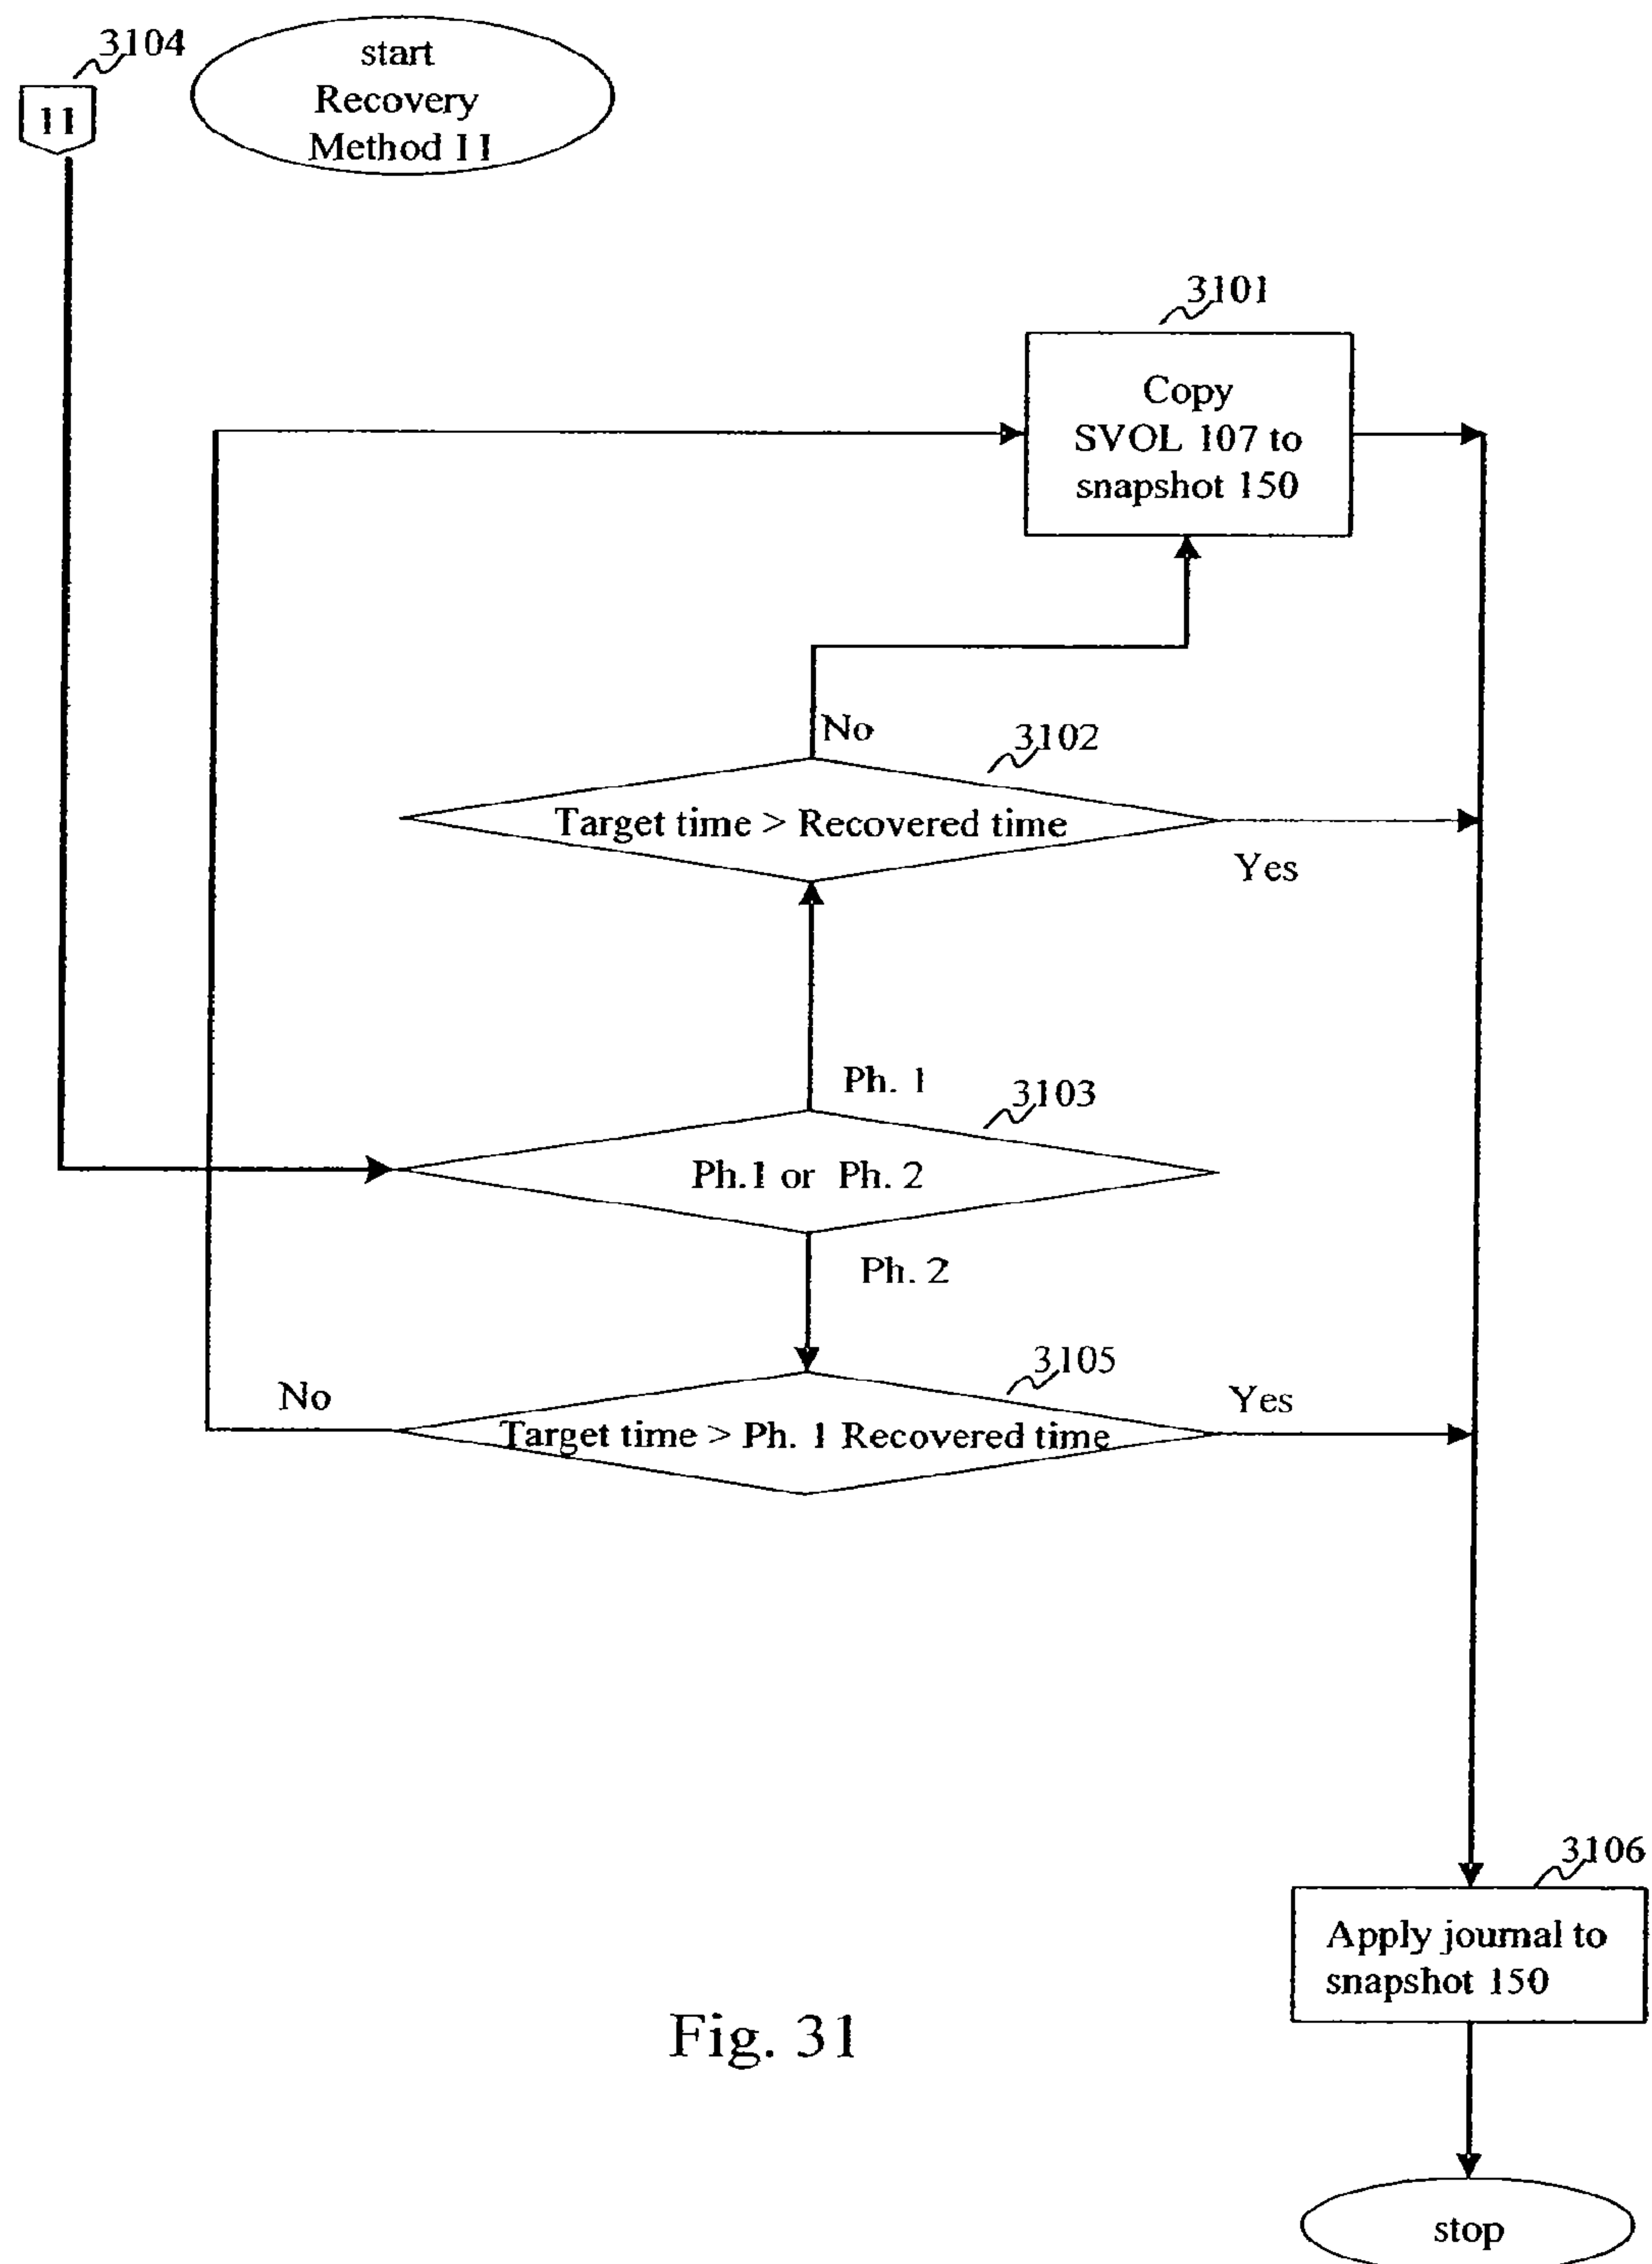 3104
11
start
Recovery
Method 11
3101
Copy
SVOL 107 to
snapshot 150
No
3102
Target time > Recovered time
Yes
Ph. 1
3103
Ph.1 or Ph. 2
Ph. 2
3105
No
Yes
Target time > Ph. 1 Recovered time
3106
Apply journal to
snapshot 150
Fig. 31
stop